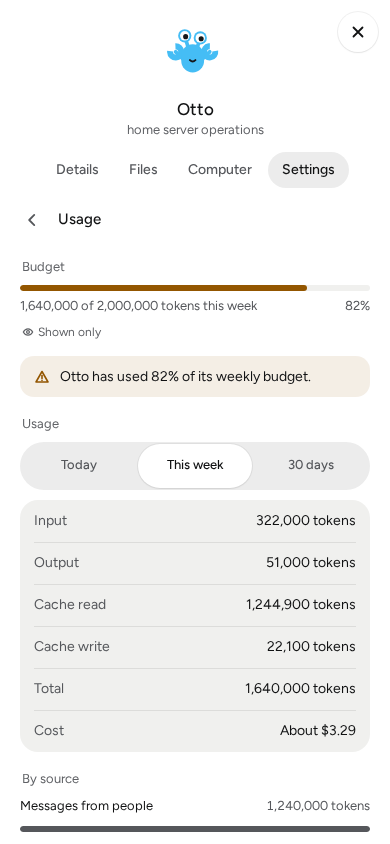 Otto
home server operations
Details Files Computer Settings
Usage
Budget
1,640,000 of 2,000,000 tokens this week 82%
Shown only
Otto has used 82% of its weekly budget.
Usage
Today This week 30 days
Input 322,000 tokens
Output 51,000 tokens
Cache read 1,244,900 tokens
Cache write 22,100 tokens
Total 1,640,000 tokens
Cost About $3.29
By source
Messages from people 1,240,000 tokens